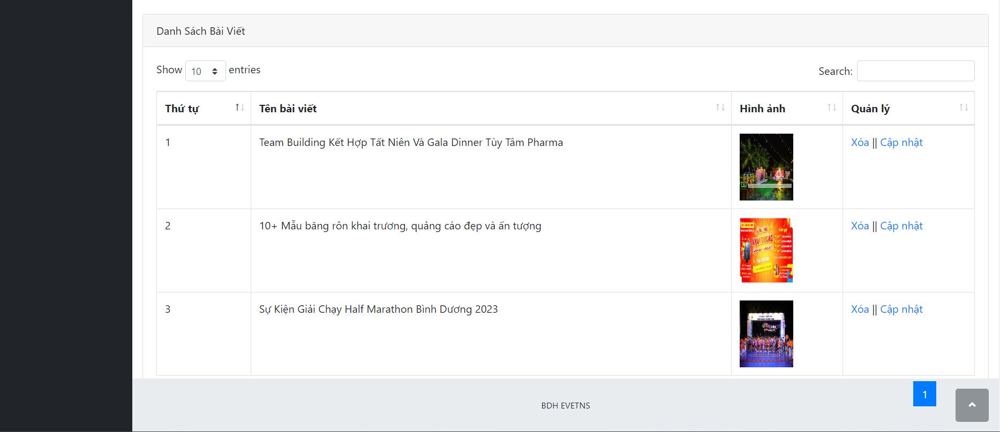 Danh Sách Bài Viết
Show 10 entries
Search:
Thứ tự Tên bài viết Hình ảnh Quản lý
1 Team Building Kết Hợp Tất Niên Và Gala Dinner Tùy Tâm Pharma Xóa || Cập nhật
2 10+ Mẫu băng rôn khai trương, quảng cáo đẹp và ấn tượng Xóa || Cập nhật
KHAI TRƯƠNG
3 Sự Kiện Giải Chạy Half Marathon Bình Dương 2023 Xóa || Cập nhật
1
BDH EVETNS